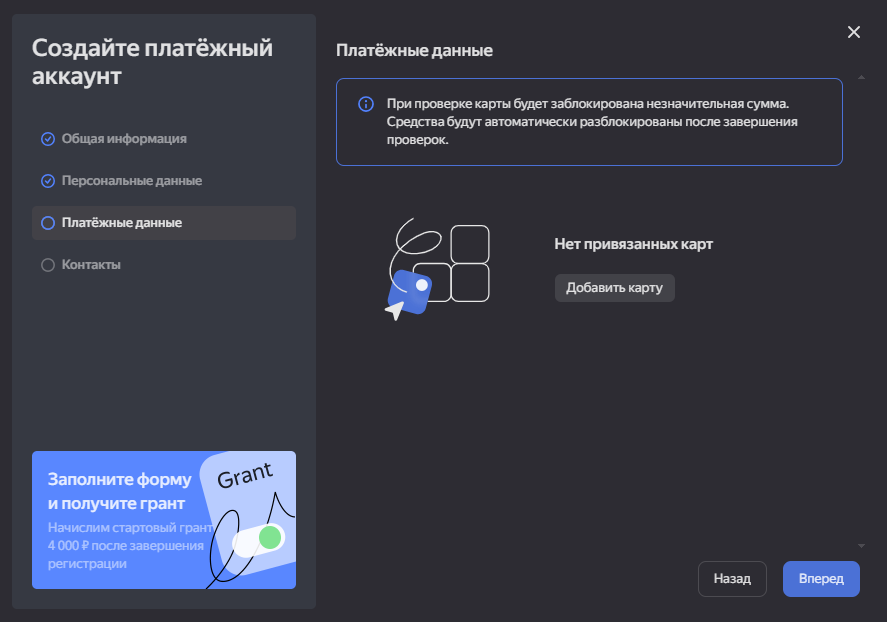 Создайте платёжный
аккаунт
Общая информация
Персональные данные
Платёжные данные
Контакты
Заполните форму
и получите грант
Начислим стартовый грант
4 000 ₽ после завершения
регистрации
Grant
Платёжные данные
При проверке карты будет заблокирована незначительная сумма.
Средства будут автоматически разблокированы после завершения
проверок.
Нет привязанных карт
Добавить карту
Назад
Вперед